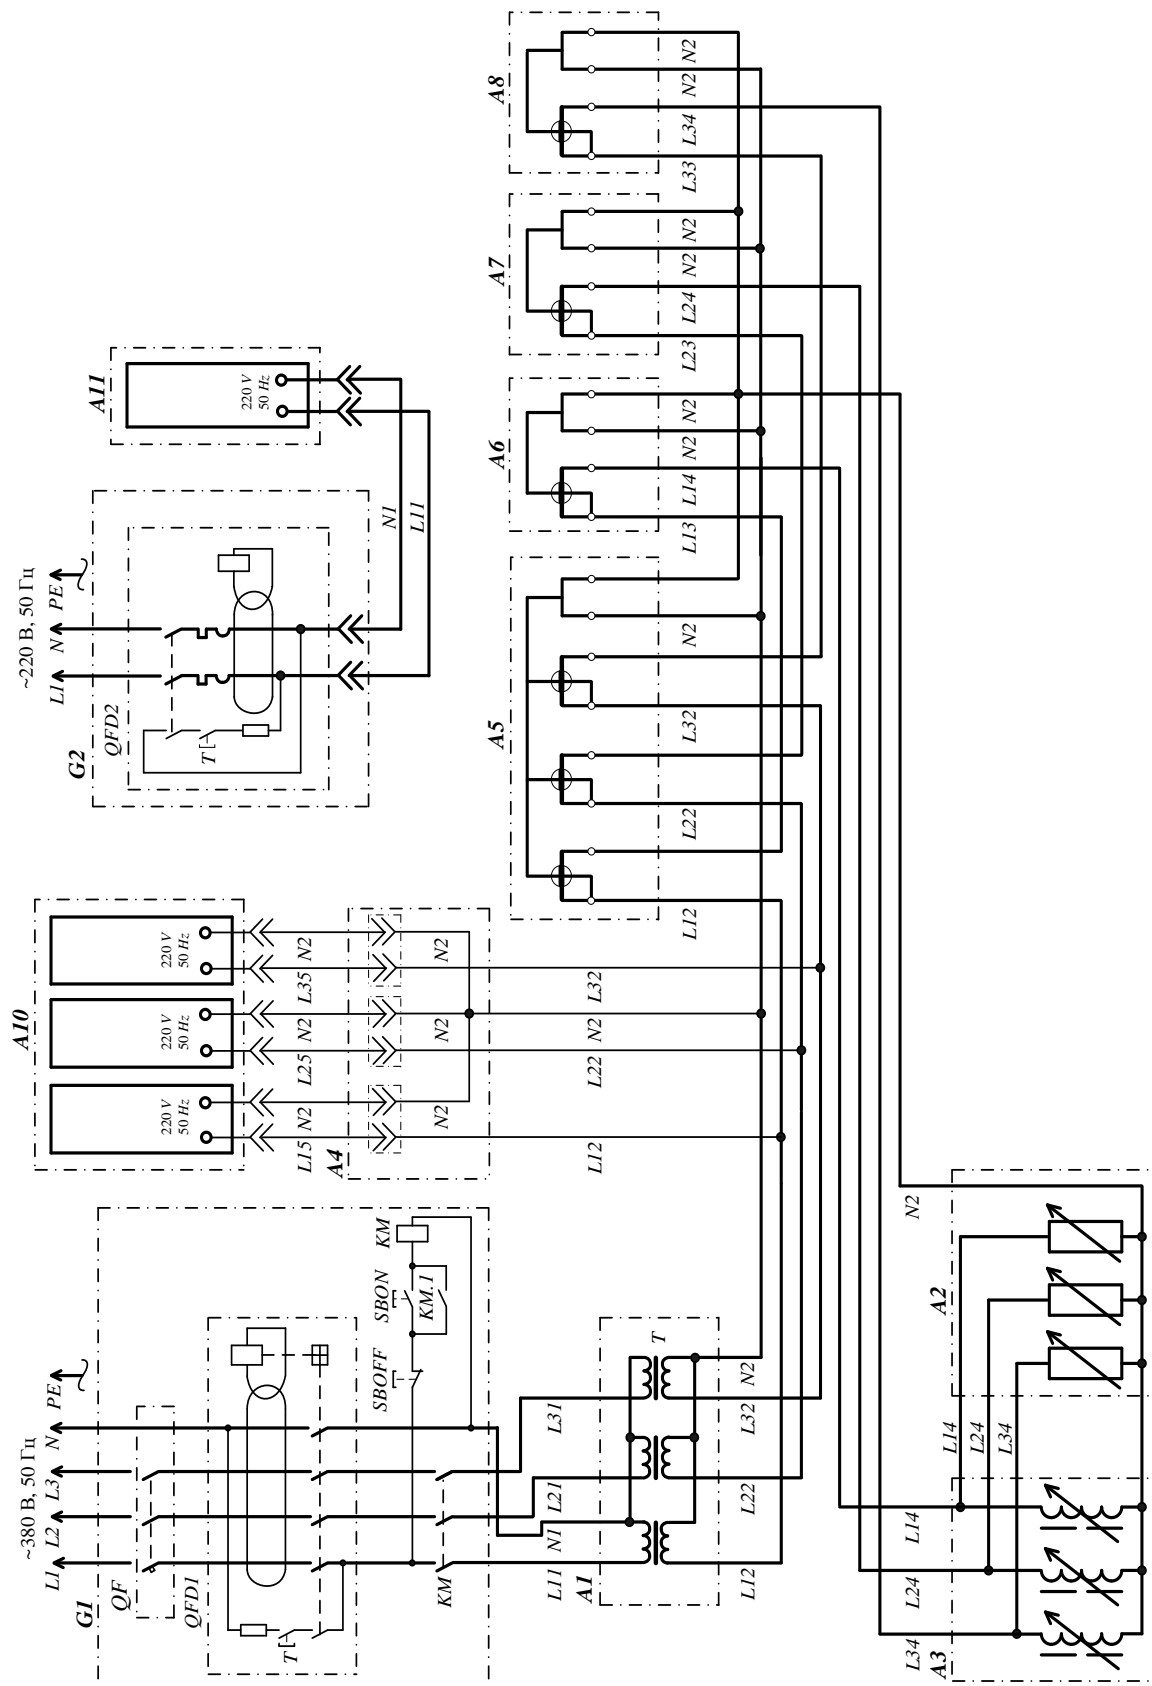 ~380 В, 50 Гц
L1
L2
L3
N
PE
G1
QF
QFD1
T
KM
SBOFF
SBON
KM.1
KM
L11
N1
L21
L31
A1
T
L12
L22
L32
N2
A10
220 V
50 Hz
220 V
50 Hz
220 V
50 Hz
L15
N2
L25
N2
L35
N2
A4
N2
N2
N2
L12
L22
N2
L32
~220 В, 50 Гц
L1
N
PE
G2
QFD2
T
N1
L11
A11
220 V
50 Hz
A5
L12
L22
L32
N2
A6
L13
L14
N2
N2
A7
L23
L24
N2
N2
A8
L33
L34
N2
N2
A3
L34
L24
L14
L14
L24
L34
A2
N2